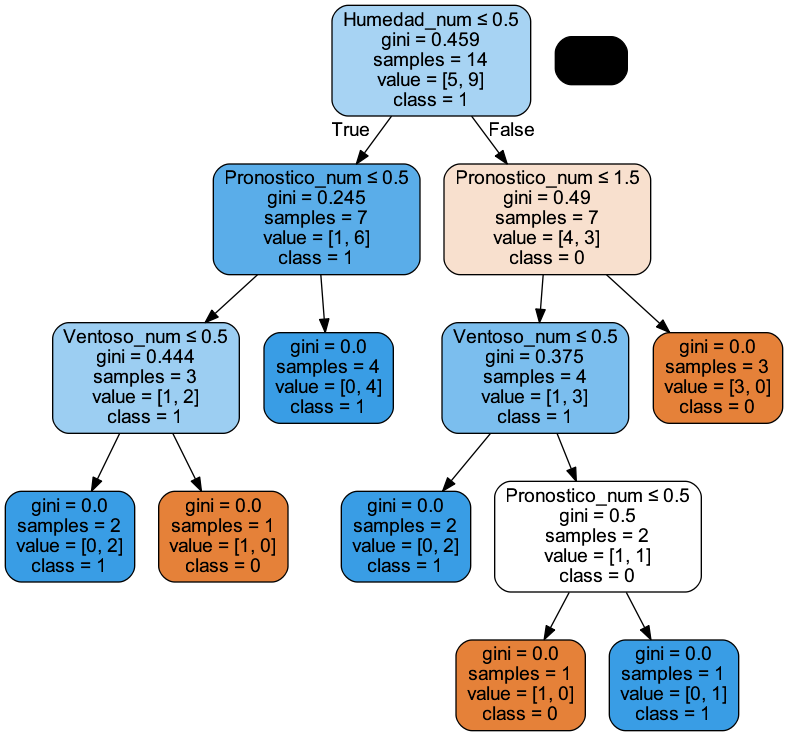 Humedad_num ≤ 0.5
gini = 0.459
samples = 14
value = [5, 9]
class = 1
True
False
Pronostico_num ≤ 0.5
gini = 0.245
samples = 7
value = [1, 6]
class = 1
Pronostico_num ≤ 1.5
gini = 0.49
samples = 7
value = [4, 3]
class = 0
Ventoso_num ≤ 0.5
gini = 0.444
samples = 3
value = [1, 2]
class = 1
gini = 0.0
samples = 4
value = [0, 4]
class = 1
Ventoso_num ≤ 0.5
gini = 0.375
samples = 4
value = [1, 3]
class = 1
gini = 0.0
samples = 3
value = [3, 0]
class = 0
gini = 0.0
samples = 2
value = [0, 2]
class = 1
gini = 0.0
samples = 1
value = [1, 0]
class = 0
gini = 0.0
samples = 2
value = [0, 2]
class = 1
Pronostico_num ≤ 0.5
gini = 0.5
samples = 2
value = [1, 1]
class = 0
gini = 0.0
samples = 1
value = [1, 0]
class = 0
gini = 0.0
samples = 1
value = [0, 1]
class = 1